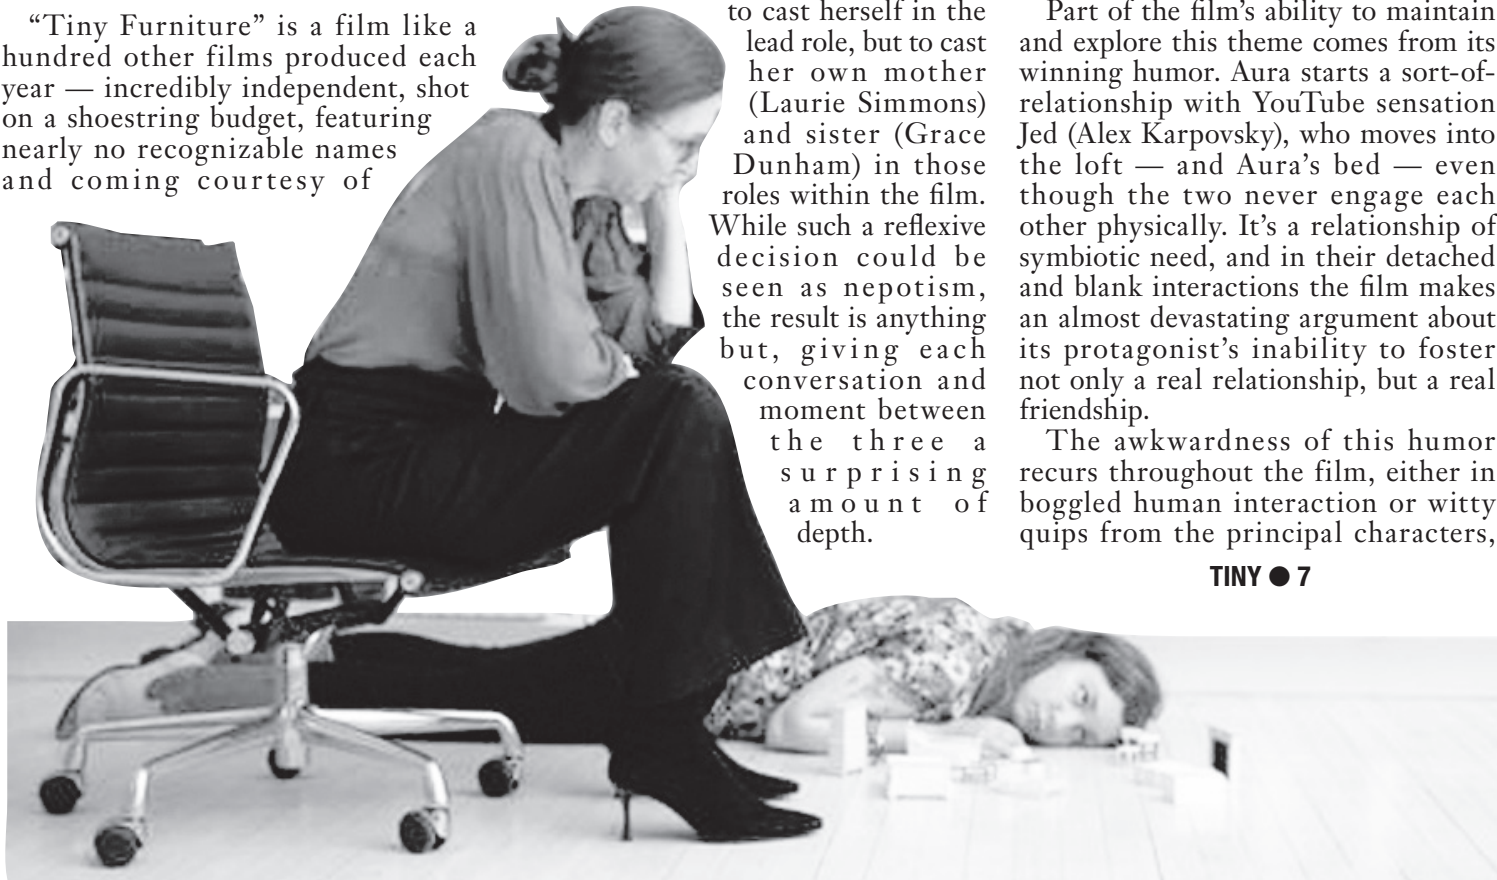 “Tiny Furniture” is a film like a
hundred other films produced each
year — incredibly independent, shot
on a shoestring budget, featuring
nearly no recognizable names
and coming courtesy of
to cast herself in the
lead role, but to cast
her own mother
(Laurie Simmons)
and sister (Grace
Dunham) in those
roles within the film.
While such a reflexive
decision could be
seen as nepotism,
the result is anything
but, giving each
conversation and
moment between
the three a
surprising
amount of
depth.
Part of the film’s ability to maintain
and explore this theme comes from its
winning humor. Aura starts a sort-of-
relationship with YouTube sensation
Jed (Alex Karpovsky), who moves into
the loft — and Aura’s bed — even
though the two never engage each
other physically. It’s a relationship of
symbiotic need, and in their detached
and blank interactions the film makes
an almost devastating argument about
its protagonist’s inability to foster
not only a real relationship, but a real
friendship.
The awkwardness of this humor
recurs throughout the film, either in
boggled human interaction or witty
quips from the principal characters,
TINY ● 7